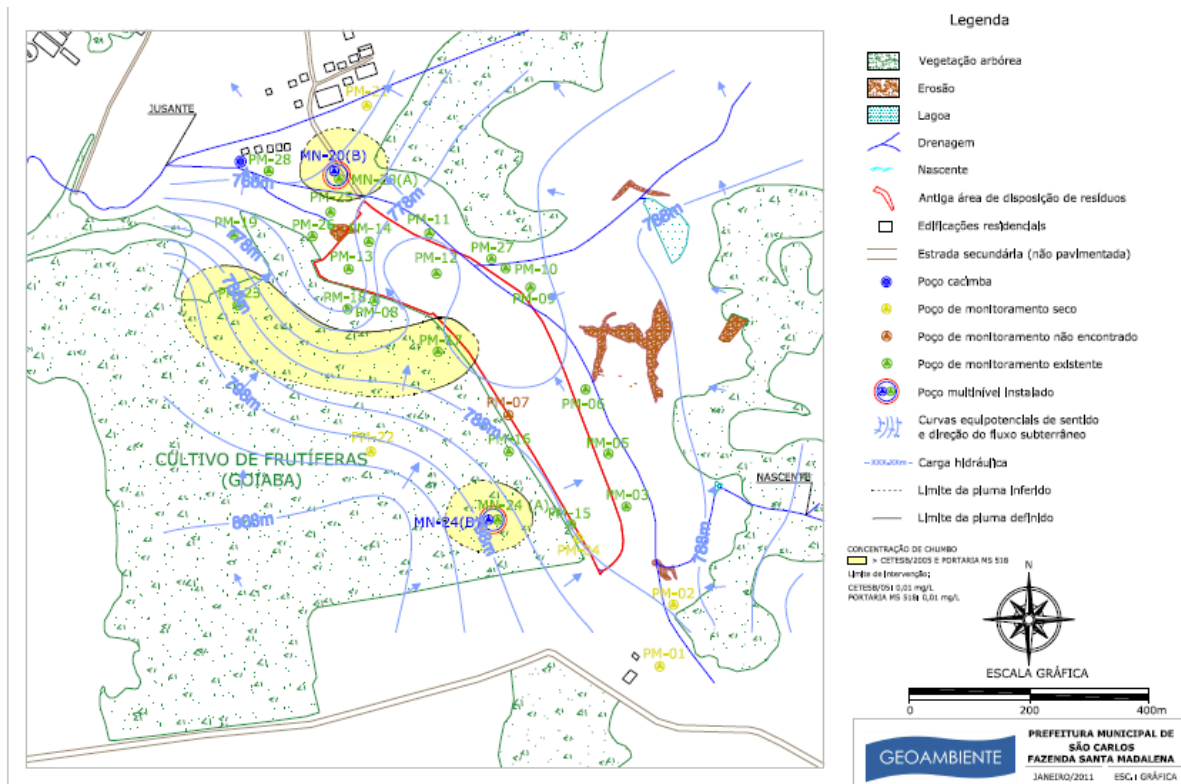 Legenda
Vegetação arbórea
Erosão
Lagoa
Drenagem
Nascente
Antiga área de disposição de resíduos
Edificações residenciais
Estrada secundária (não pavimentada)
Poço cacimba
Poço de monitoramento seco
Poço de monitoramento não encontrado
Poço de monitoramento existente
Poço multinível instalado
Curvas equipotenciais de sentido
e direção do fluxo subterrâneo
XXX,XXm Carga hidráulica
Limite da pluma inferido
Limite da pluma definido
CONCENTRAÇÃO DE CHUMBO
> CETESB/2005 E PORTARIA MS 518
Limite de intervenção:
CETESB/05: 0,01 mg/L
PORTARIA MS 518: 0,01 mg/L
N
ESCALA GRÁFICA
0 200 400m
GEOAMBIENTE
PREFEITURA MUNICIPAL DE
SÃO CARLOS
FAZENDA SANTA MADALENA
JANEIRO/2011 ESC.: GRÁFICA
JUSANTE
PM-21
PM-28
MN-20(B)
MN-20(A)
768m
PM-19
PM-26
PM-14
778m
PM-11
778m
PM-13
PM-12
PM-27
PM-10
PM-09
788m
PM-18
PM-08
PM-17
788m
PM-07
PM-06
PM-22
PM-16
PM-05
CULTIVO DE FRUTÍFERAS
(GOIABA)
NASCENTE
808m
MN-24(B)
MN-24 (A)
PM-15
PM-03
788m
PM-04
PM-02
PM-01